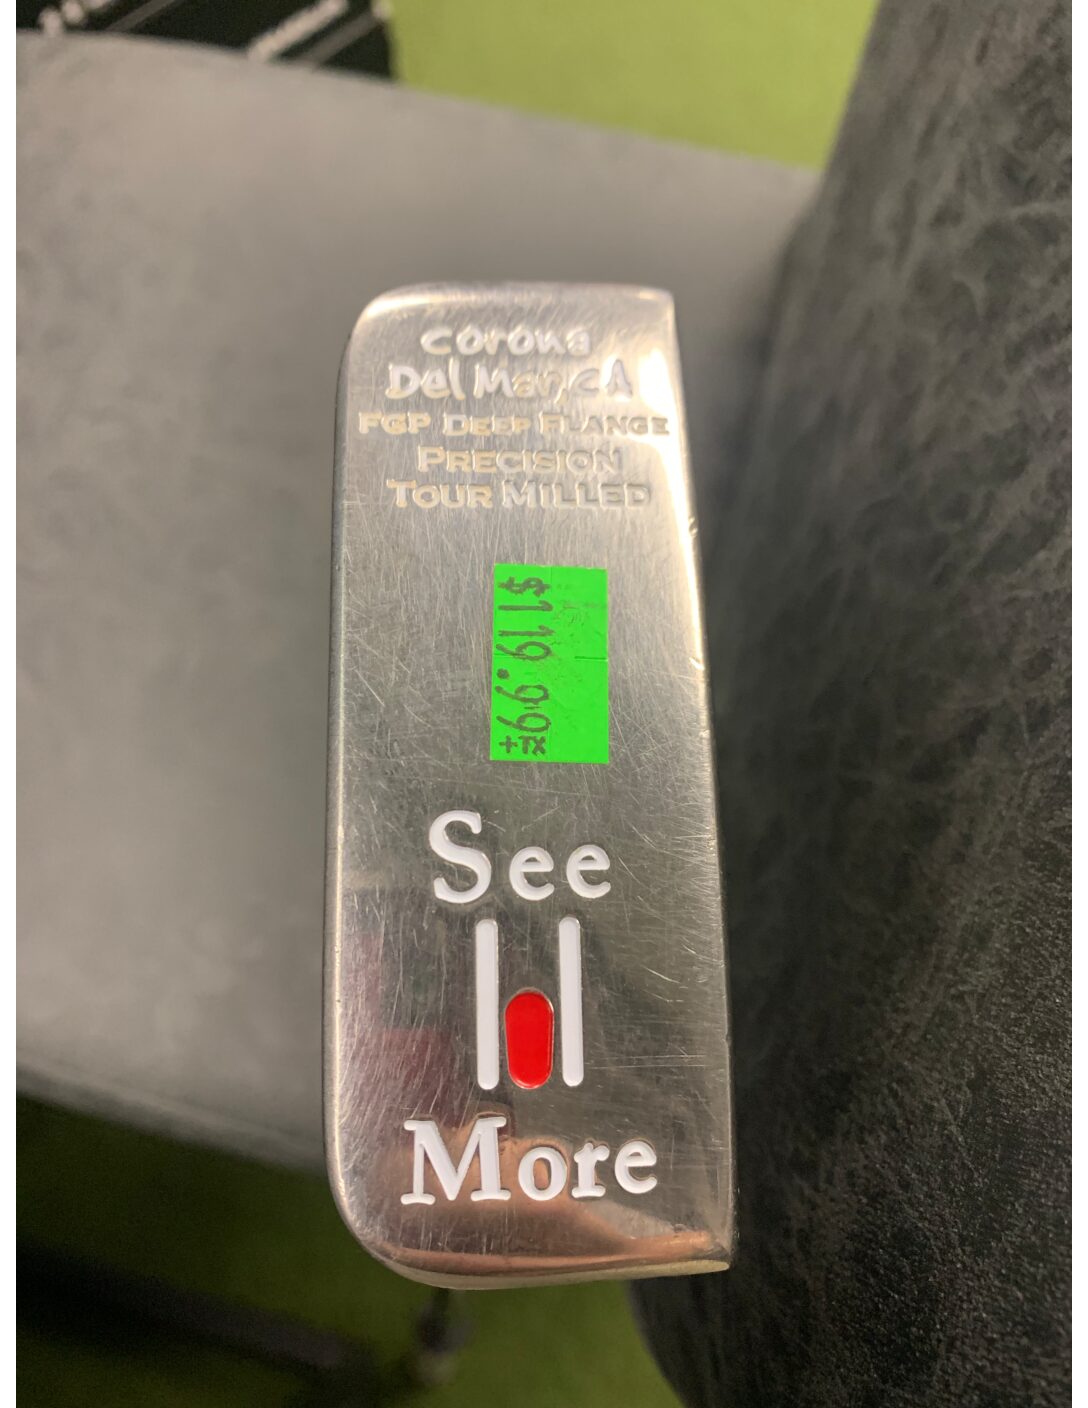 Corona
Del Mar, CA
FGP DEEP FLANGE
PRECISION
TOUR MILLED
$119.99
+TX
See
More